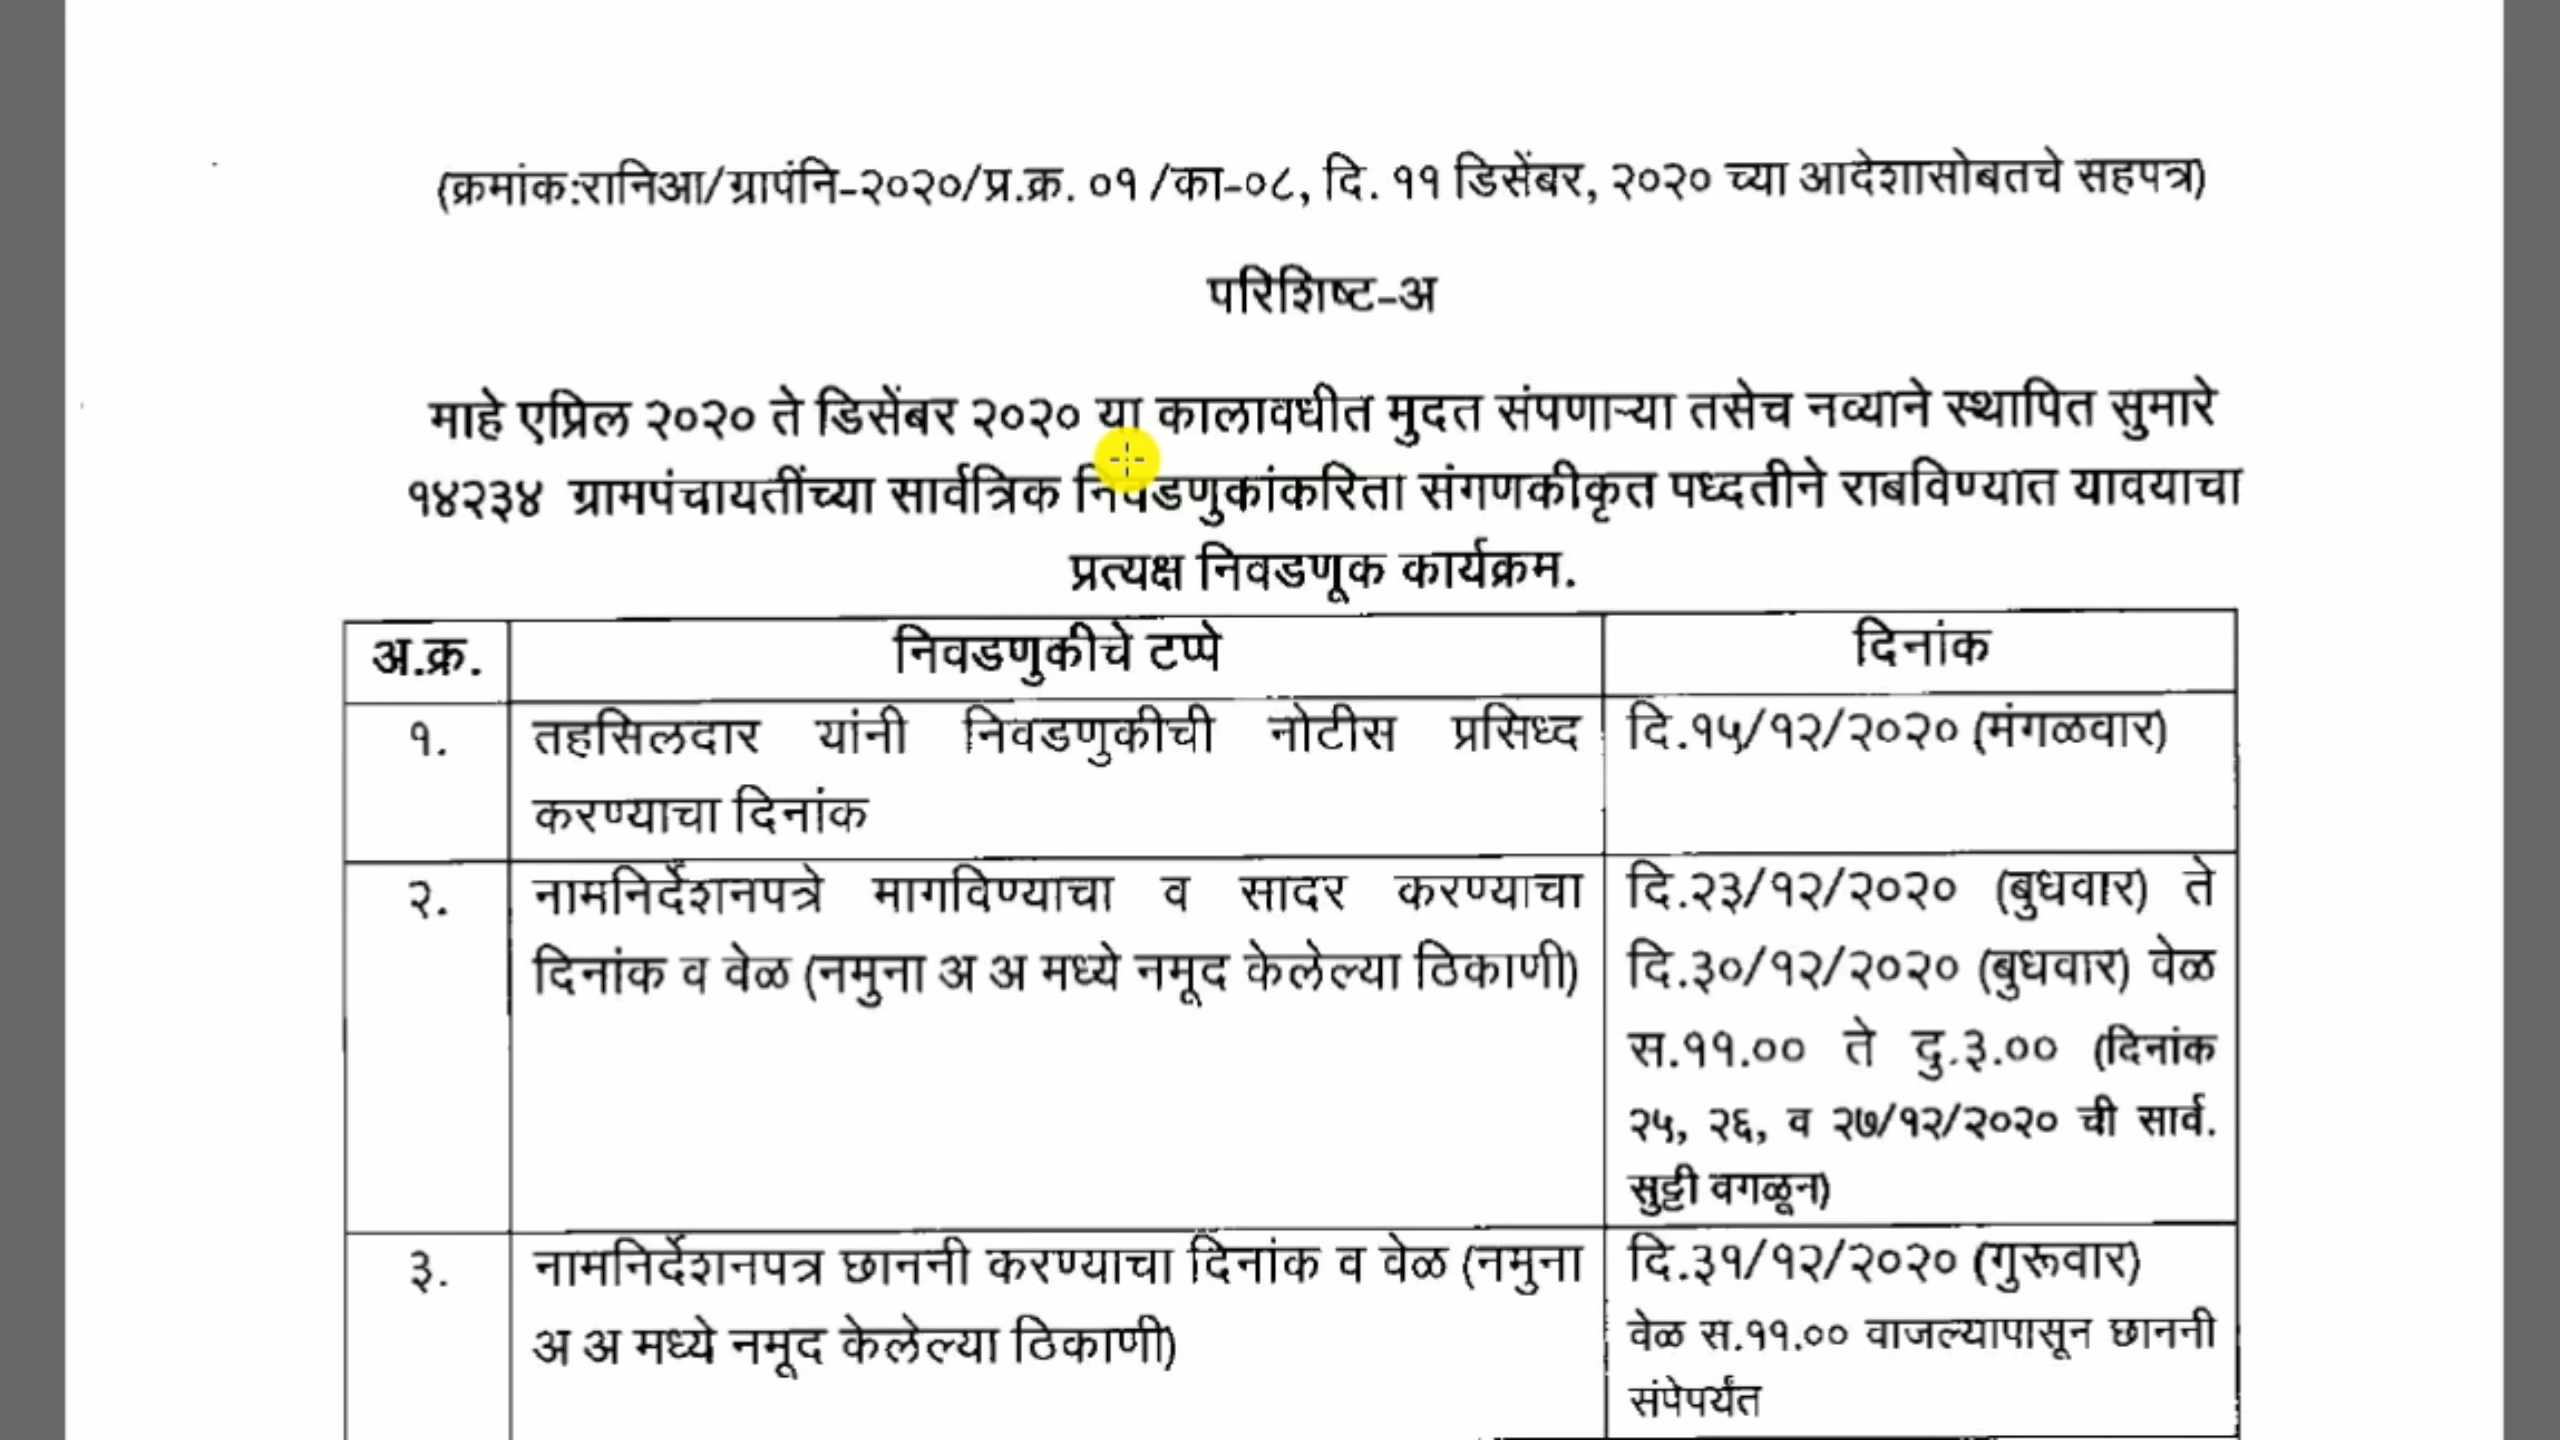 (क्रमांक:रानिआ/ग्रापंनि-२०२०/प्र.क्र. ०१ /का-०८, दि. ११ डिसेंबर, २०२० च्या आदेशासोबतचे सहपत्र)
परिशिष्ट-अ
माहे एप्रिल २०२० ते डिसेंबर २०२० या कालावधीत मुदत संपणाऱ्या तसेच नव्याने स्थापित सुमारे
१४२३४ ग्रामपंचायतींच्या सार्वत्रिक निवडणुकांकरिता संगणकीकृत पध्दतीने राबविण्यात यावयाचा
प्रत्यक्ष निवडणूक कार्यक्रम.
अ.क्र. निवडणुकीचे टप्पे दिनांक
१. तहसिलदार यांनी निवडणुकीची नोटीस प्रसिध्द दि.१५/१२/२०२० (मंगळवार)
करण्याचा दिनांक
२. नामनिर्देशनपत्रे मागविण्याचा व सादर करण्याचा दि.२३/१२/२०२० (बुधवार) ते
दिनांक व वेळ (नमुना अ अ मध्ये नमूद केलेल्या ठिकाणी) दि.३०/१२/२०२० (बुधवार) वेळ
स.११.०० ते दु.३.०० (दिनांक
२५, २६, व २७/१२/२०२० ची सार्व.
सुट्टी वगळून)
३. नामनिर्देशनपत्र छाननी करण्याचा दिनांक व वेळ (नमुना दि.३१/१२/२०२० (गुरूवार)
अ अ मध्ये नमूद केलेल्या ठिकाणी) वेळ स.११.०० वाजल्यापासून छाननी
संपेपर्यंत